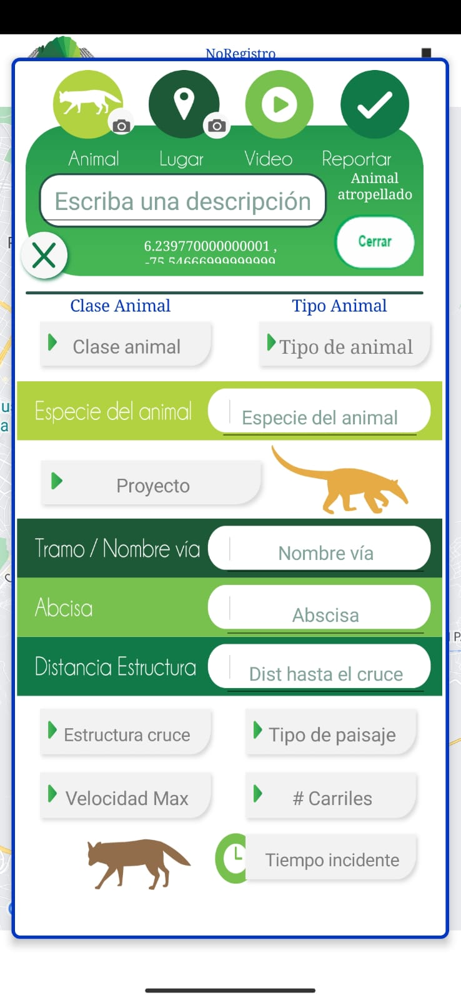 NoRegistro
Animal Lugar Video Reportar
Animal
atropellado
Escriba una descripción
Cerrar
6.239770000000001 ,
-75.54666999999999
Clase Animal Tipo Animal
Clase animal Tipo de animal
Especie del animal Especie del animal
Proyecto
Tramo / Nombre vía Nombre vía
Abcisa Abscisa
Distancia Estructura Dist hasta el cruce
Estructura cruce Tipo de paisaje
Velocidad Max # Carriles
Tiempo incidente